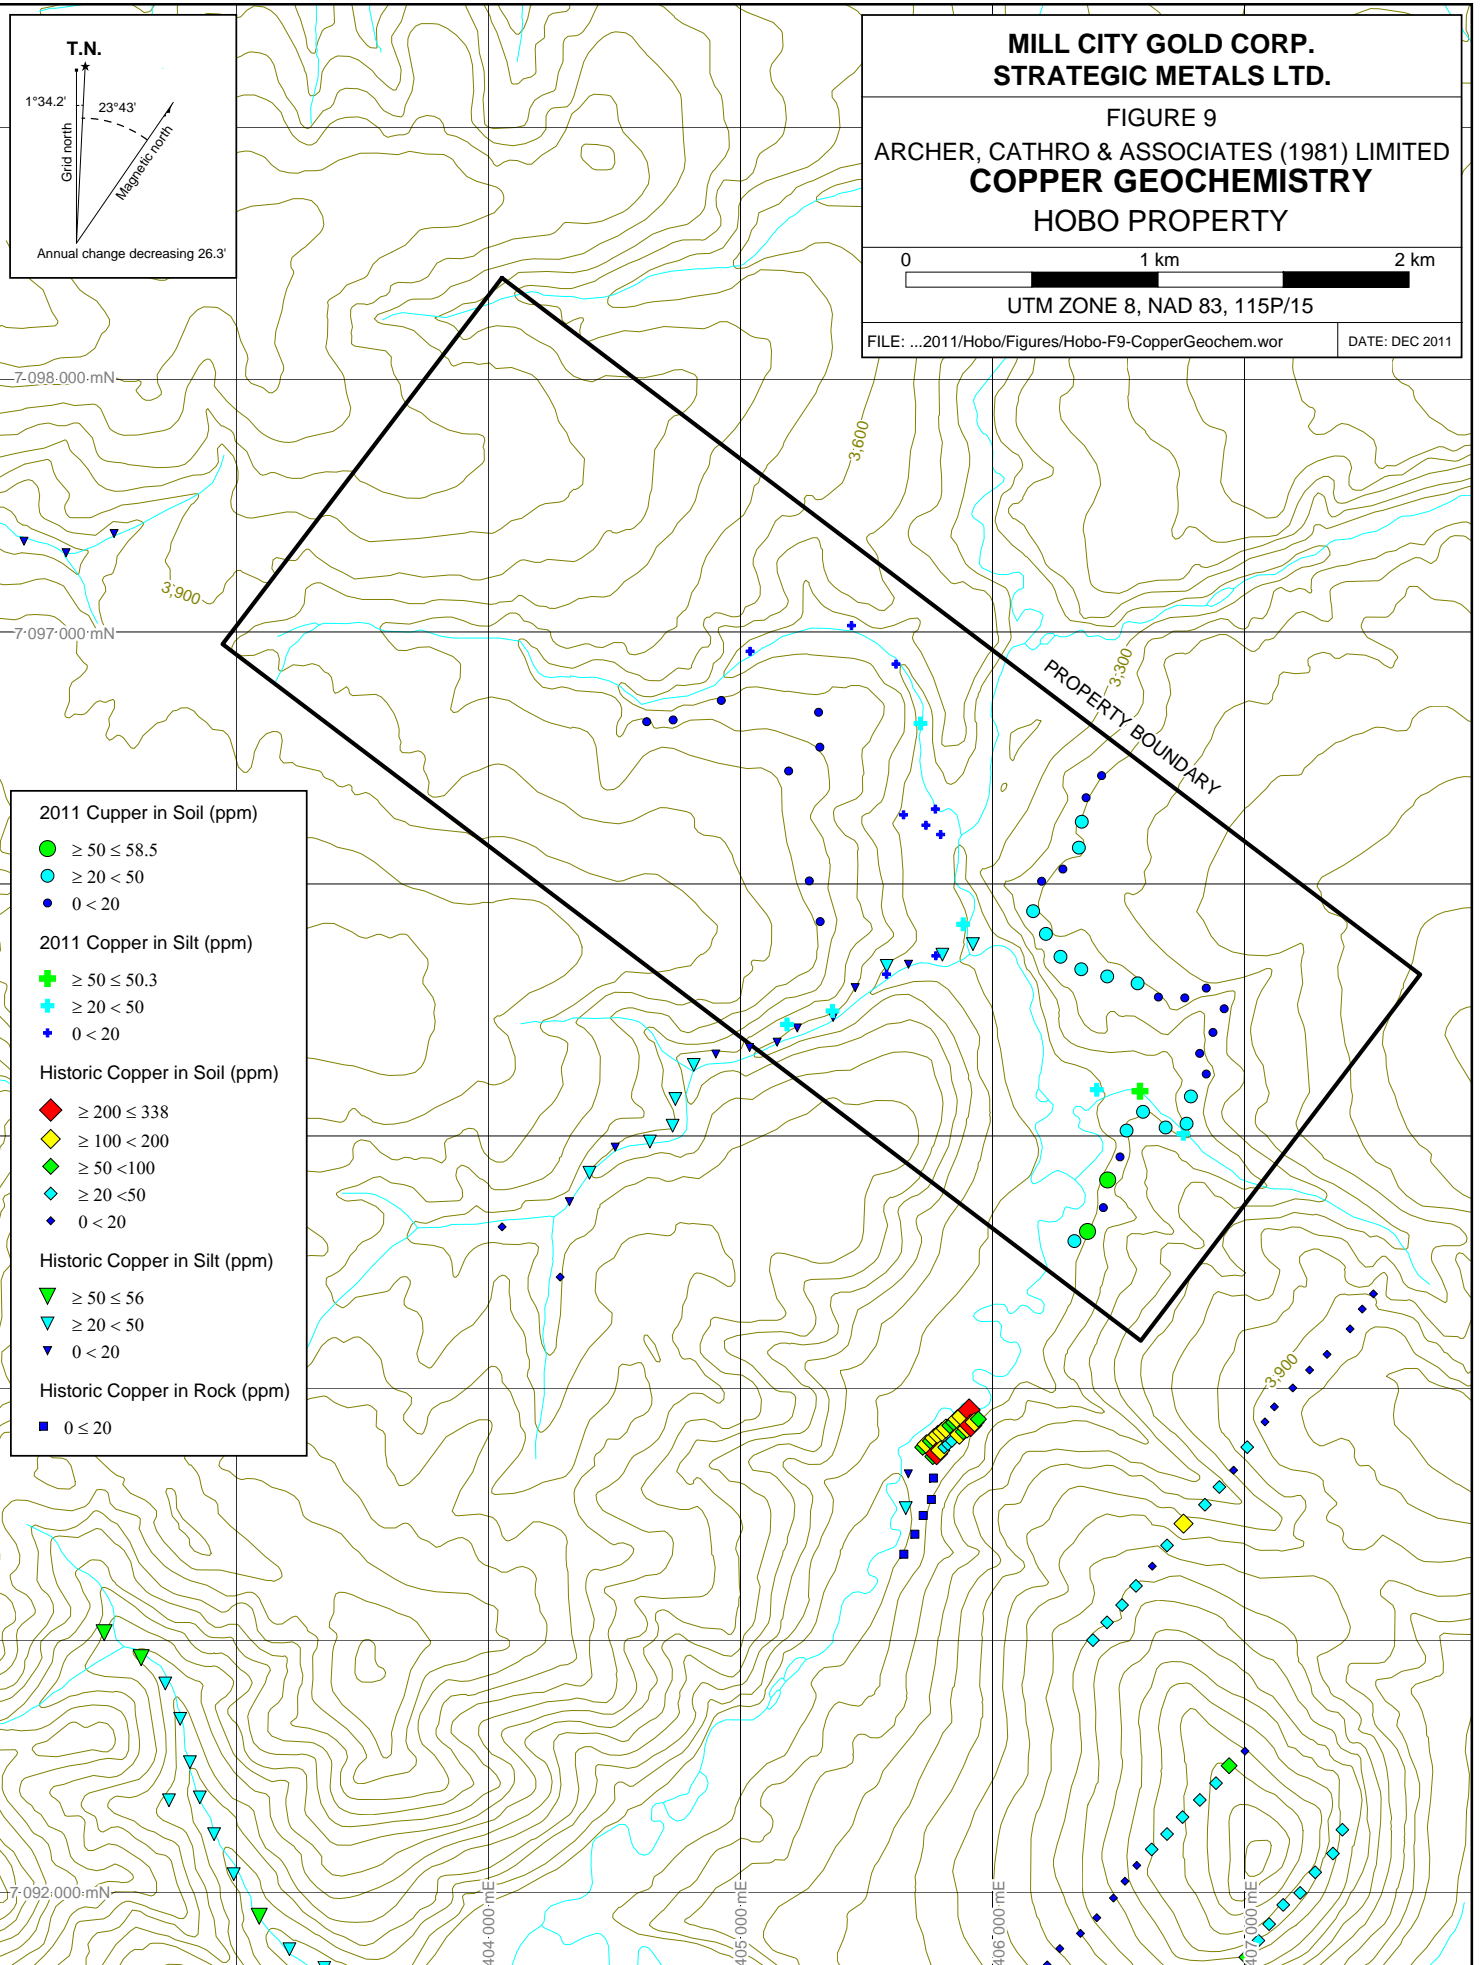 T.N.
1°34.2'
23°43'
Grid north
Magnetic north
Annual change decreasing 26.3'
MILL CITY GOLD CORP.
STRATEGIC METALS LTD.
FIGURE 9
ARCHER, CATHRO & ASSOCIATES (1981) LIMITED
COPPER GEOCHEMISTRY
HOBO PROPERTY
0 1 km 2 km
UTM ZONE 8, NAD 83, 115P/15
FILE: ...2011/Hobo/Figures/Hobo-F9-CopperGeochem.wor
DATE: DEC 2011
7 098 000 mN
3,600
3,900
7 097 000 mN
3,300
PROPERTY BOUNDARY
2011 Cupper in Soil (ppm)
≥ 50 ≤ 58.5
≥ 20 < 50
0 < 20
2011 Copper in Silt (ppm)
≥ 50 ≤ 50.3
≥ 20 < 50
0 < 20
Historic Copper in Soil (ppm)
≥ 200 ≤ 338
≥ 100 < 200
≥ 50 <100
≥ 20 <50
0 < 20
Historic Copper in Silt (ppm)
≥ 50 ≤ 56
≥ 20 < 50
0 < 20
Historic Copper in Rock (ppm)
0 ≤ 20
3,900
7 092 000 mN
404 000 mE
405 000 mE
406 000 mE
407 000 mE